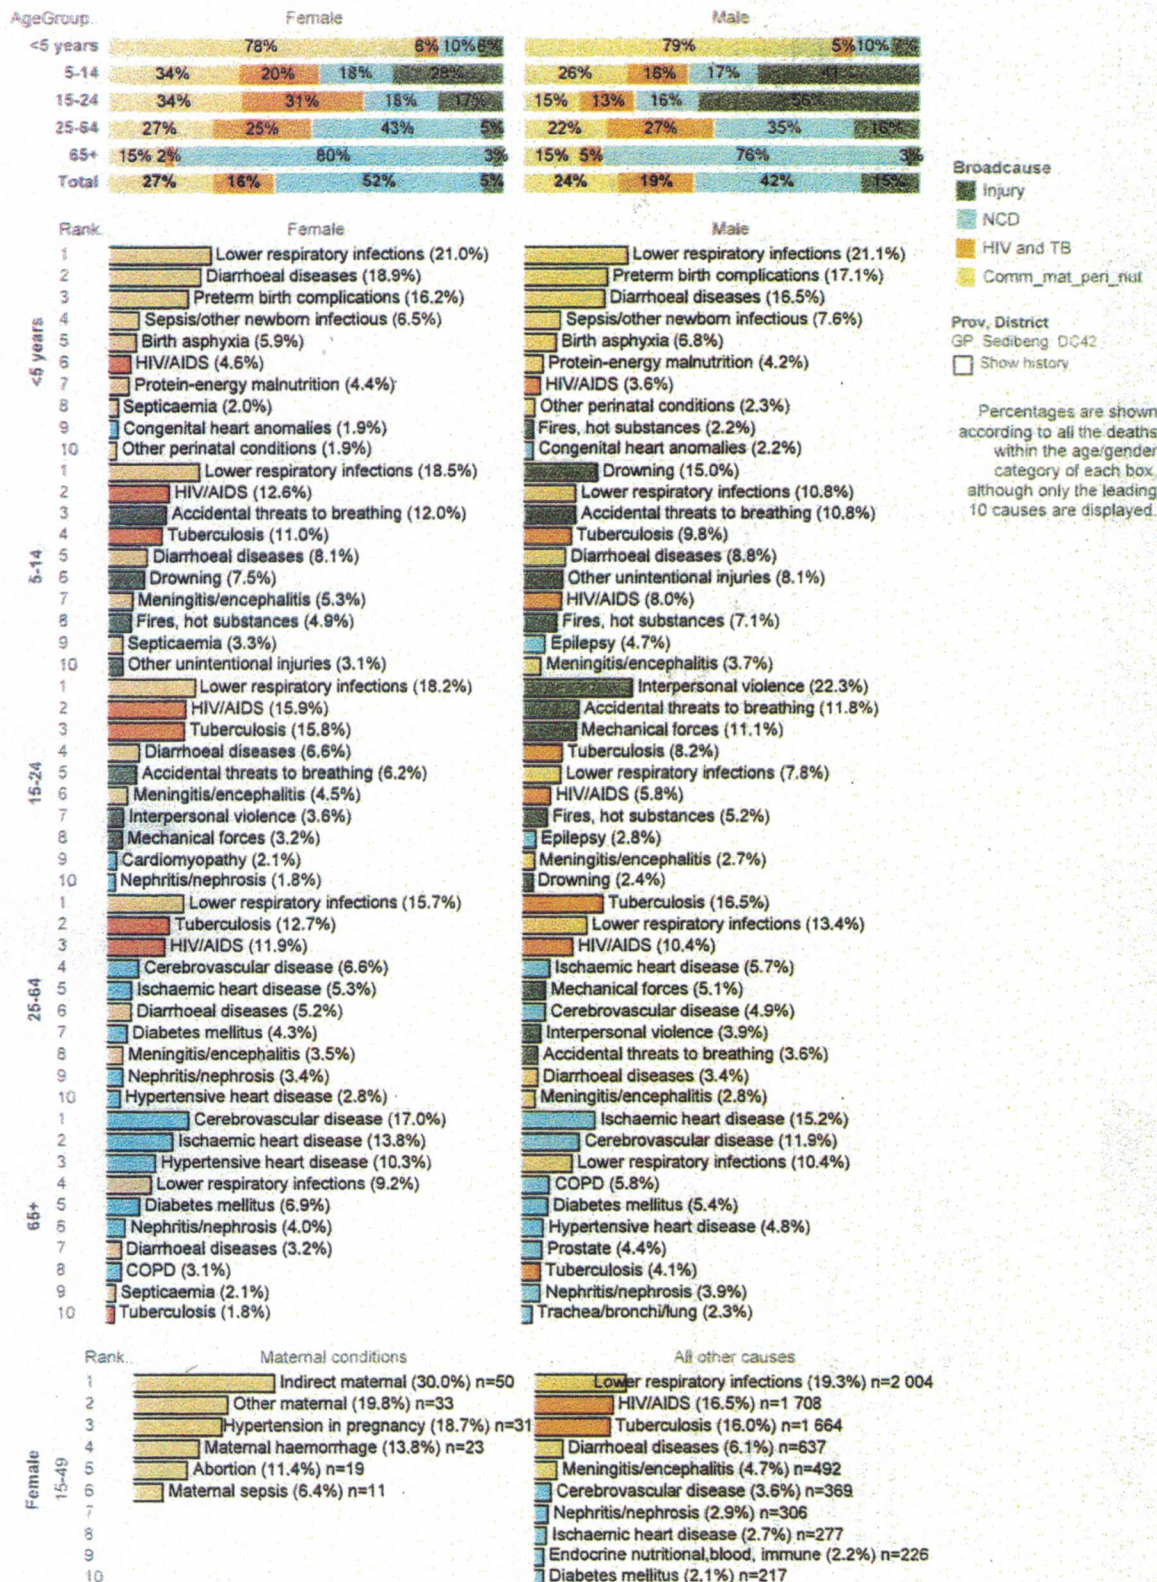 AgeGroup.. Female Male
<5 years 78% 6% 10% 6% 79% 5% 10% 7%
5-14 34% 20% 18% 28% 26% 16% 17% 41%
15-24 34% 31% 18% 17% 15% 13% 16% 56%
25-64 27% 25% 43% 5% 22% 27% 35% 16%
65+ 15% 2% 80% 3% 15% 5% 76% 3%
Total 27% 16% 52% 5% 24% 19% 42% 15%
Broadcause
Injury
NCD
HIV and TB
Comm_mat_peri_nut
Prov, District
GP, Sedibeng: DC42
Show history
Percentages are shown
according to all the deaths
within the age/gender
category of each box,
although only the leading
10 causes are displayed.
Rank.. Female Male
<5 years
1 Lower respiratory infections (21.0%) Lower respiratory infections (21.1%)
2 Diarrhoeal diseases (18.9%) Preterm birth complications (17.1%)
3 Preterm birth complications (16.2%) Diarrhoeal diseases (16.5%)
4 Sepsis/other newborn infectious (6.5%) Sepsis/other newborn infectious (7.6%)
5 Birth asphyxia (5.9%) Birth asphyxia (6.8%)
6 HIV/AIDS (4.6%) Protein-energy malnutrition (4.2%)
7 Protein-energy malnutrition (4.4%) HIV/AIDS (3.6%)
8 Septicaemia (2.0%) Other perinatal conditions (2.3%)
9 Congenital heart anomalies (1.9%) Fires, hot substances (2.2%)
10 Other perinatal conditions (1.9%) Congenital heart anomalies (2.2%)
5-14
1 Lower respiratory infections (18.5%) Drowning (15.0%)
2 HIV/AIDS (12.6%) Lower respiratory infections (10.8%)
3 Accidental threats to breathing (12.0%) Accidental threats to breathing (10.8%)
4 Tuberculosis (11.0%) Tuberculosis (9.8%)
5 Diarrhoeal diseases (8.1%) Diarrhoeal diseases (8.8%)
6 Drowning (7.5%) Other unintentional injuries (8.1%)
7 Meningitis/encephalitis (5.3%) HIV/AIDS (8.0%)
8 Fires, hot substances (4.9%) Fires, hot substances (7.1%)
9 Septicaemia (3.3%) Epilepsy (4.7%)
10 Other unintentional injuries (3.1%) Meningitis/encephalitis (3.7%)
15-24
1 Lower respiratory infections (18.2%) Interpersonal violence (22.3%)
2 HIV/AIDS (15.9%) Accidental threats to breathing (11.8%)
3 Tuberculosis (15.8%) Mechanical forces (11.1%)
4 Diarrhoeal diseases (6.6%) Tuberculosis (8.2%)
5 Accidental threats to breathing (6.2%) Lower respiratory infections (7.8%)
6 Meningitis/encephalitis (4.5%) HIV/AIDS (5.8%)
7 Interpersonal violence (3.6%) Fires, hot substances (5.2%)
8 Mechanical forces (3.2%) Epilepsy (2.8%)
9 Cardiomyopathy (2.1%) Meningitis/encephalitis (2.7%)
10 Nephritis/nephrosis (1.8%) Drowning (2.4%)
25-64
1 Lower respiratory infections (15.7%) Tuberculosis (16.5%)
2 Tuberculosis (12.7%) Lower respiratory infections (13.4%)
3 HIV/AIDS (11.9%) HIV/AIDS (10.4%)
4 Cerebrovascular disease (6.6%) Ischaemic heart disease (5.7%)
5 Ischaemic heart disease (5.3%) Mechanical forces (5.1%)
6 Diarrhoeal diseases (5.2%) Cerebrovascular disease (4.9%)
7 Diabetes mellitus (4.3%) Interpersonal violence (3.9%)
8 Meningitis/encephalitis (3.5%) Accidental threats to breathing (3.6%)
9 Nephritis/nephrosis (3.4%) Diarrhoeal diseases (3.4%)
10 Hypertensive heart disease (2.8%) Meningitis/encephalitis (2.8%)
65+
1 Cerebrovascular disease (17.0%) Ischaemic heart disease (15.2%)
2 Ischaemic heart disease (13.8%) Cerebrovascular disease (11.9%)
3 Hypertensive heart disease (10.3%) Lower respiratory infections (10.4%)
4 Lower respiratory infections (9.2%) COPD (5.8%)
5 Diabetes mellitus (6.9%) Diabetes mellitus (5.4%)
6 Nephritis/nephrosis (4.0%) Hypertensive heart disease (4.8%)
7 Diarrhoeal diseases (3.2%) Prostate (4.4%)
8 COPD (3.1%) Tuberculosis (4.1%)
9 Septicaemia (2.1%) Nephritis/nephrosis (3.9%)
10 Tuberculosis (1.8%) Trachea/bronchi/lung (2.3%)
Rank.. Maternal conditions All other causes
Female
15-49
1 Indirect maternal (30.0%) n=50 Lower respiratory infections (19.3%) n=2 004
2 Other maternal (19.8%) n=33 HIV/AIDS (16.5%) n=1 708
3 Hypertension in pregnancy (18.7%) n=31 Tuberculosis (16.0%) n=1 664
4 Maternal haemorrhage (13.8%) n=23 Diarrhoeal diseases (6.1%) n=637
5 Abortion (11.4%) n=19 Meningitis/encephalitis (4.7%) n=492
6 Maternal sepsis (6.4%) n=11 Cerebrovascular disease (3.6%) n=369
7 Nephritis/nephrosis (2.9%) n=306
8 Ischaemic heart disease (2.7%) n=277
9 Endocrine nutritional,blood, immune (2.2%) n=226
10 Diabetes mellitus (2.1%) n=217